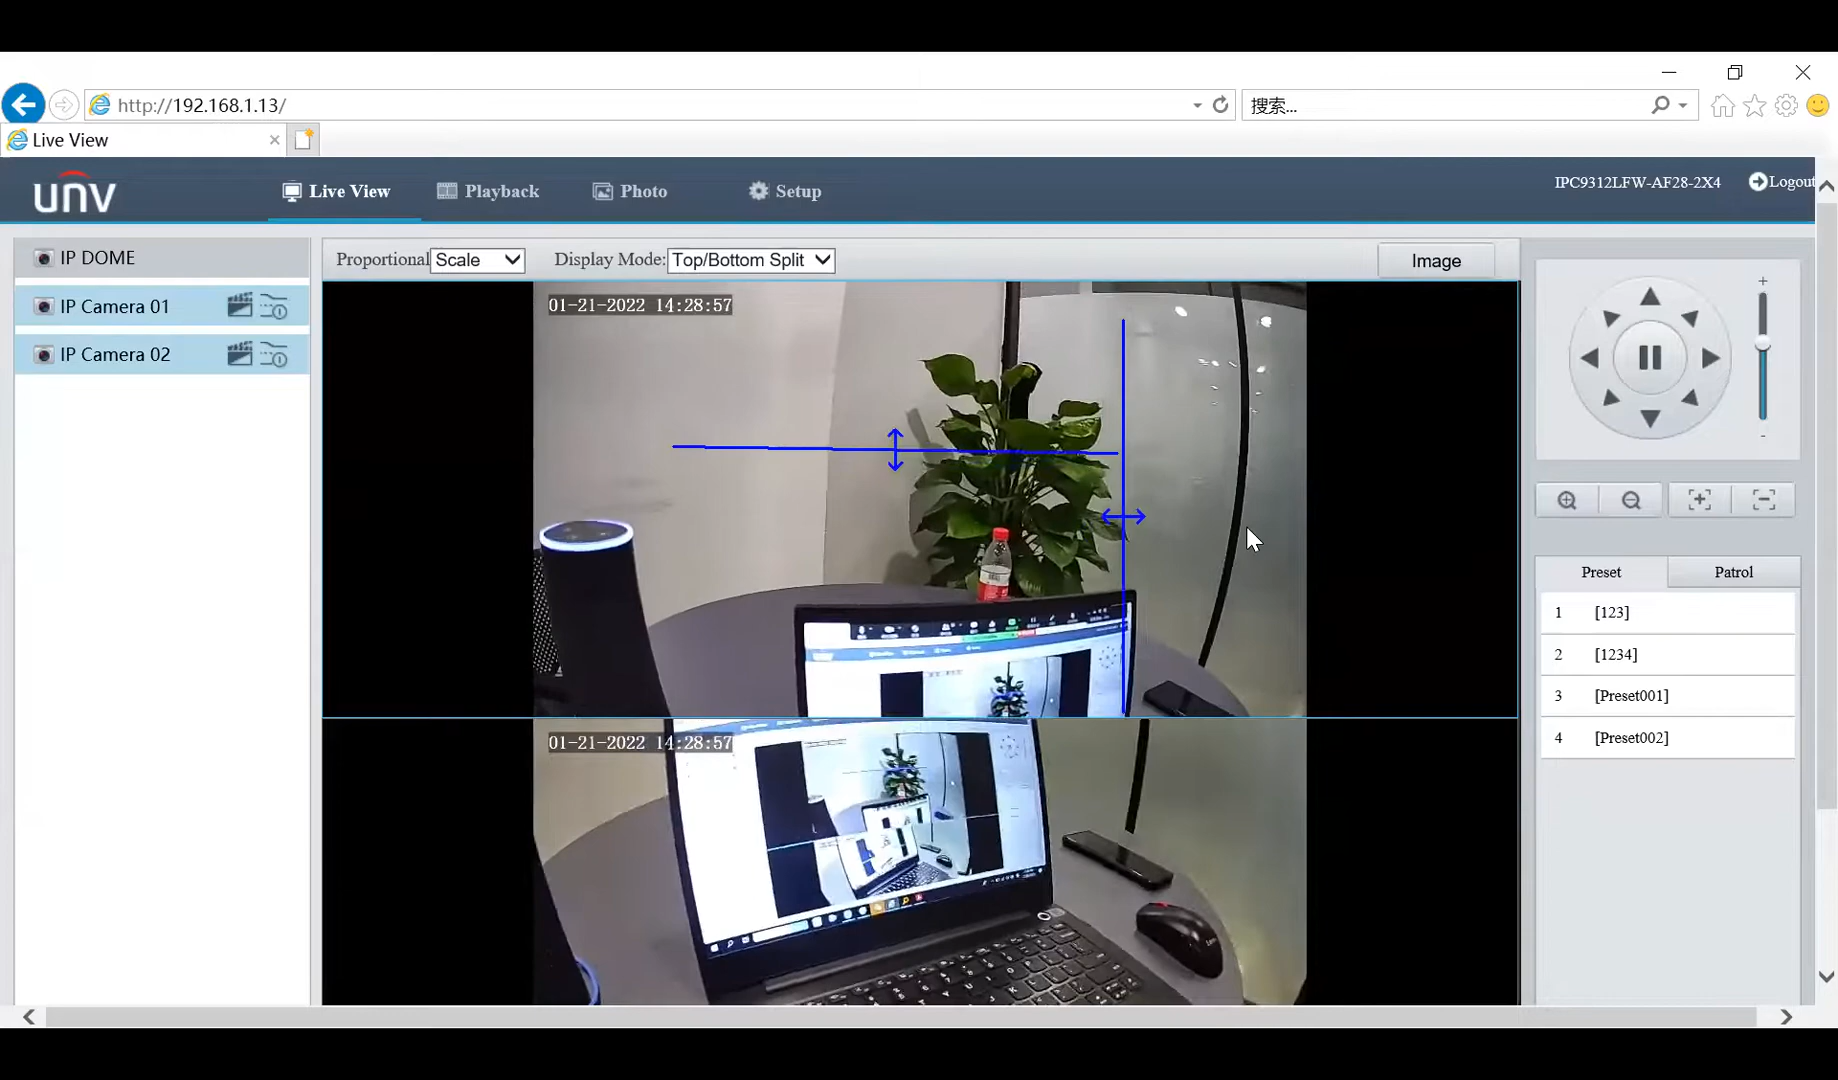 http://192.168.1.13/
搜索...
Live View
unv
Live View
Playback
Photo
Setup
IPC9312LFW-AF28-2X4
Logout
IP DOME
IP Camera 01
IP Camera 02
Proportional Scale
Display Mode: Top/Bottom Split
Image
01-21-2022 14:28:57
01-21-2022 14:28:57
+
-
Preset
Patrol
1 [123]
2 [1234]
3 [Preset001]
4 [Preset002]